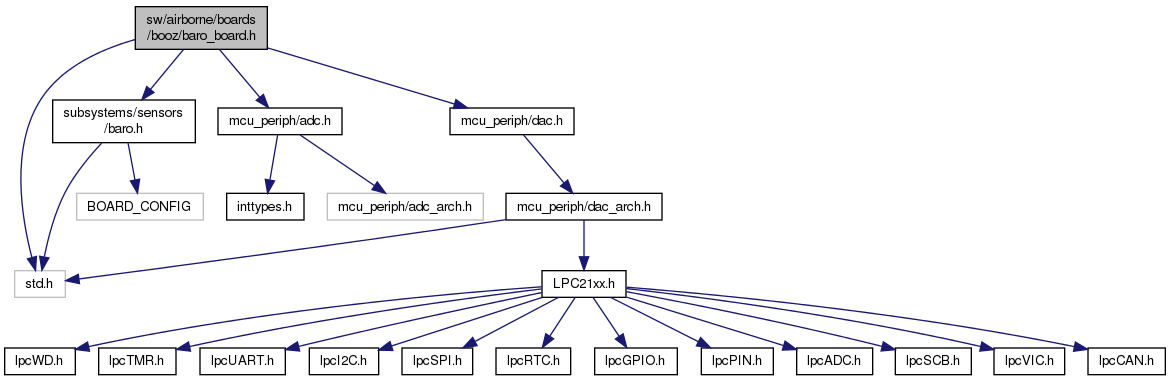 sw/airborne/boards
/booz/baro_board.h
subsystems/sensors
/baro.h
mcu_periph/adc.h
mcu_periph/dac.h
BOARD_CONFIG
inttypes.h
mcu_periph/adc_arch.h
mcu_periph/dac_arch.h
std.h
LPC21xx.h
lpcWD.h
lpcTMR.h
lpcUART.h
lpcI2C.h
lpcSPI.h
lpcRTC.h
lpcGPIO.h
lpcPIN.h
lpcADC.h
lpcSCB.h
lpcVIC.h
lpcCAN.h